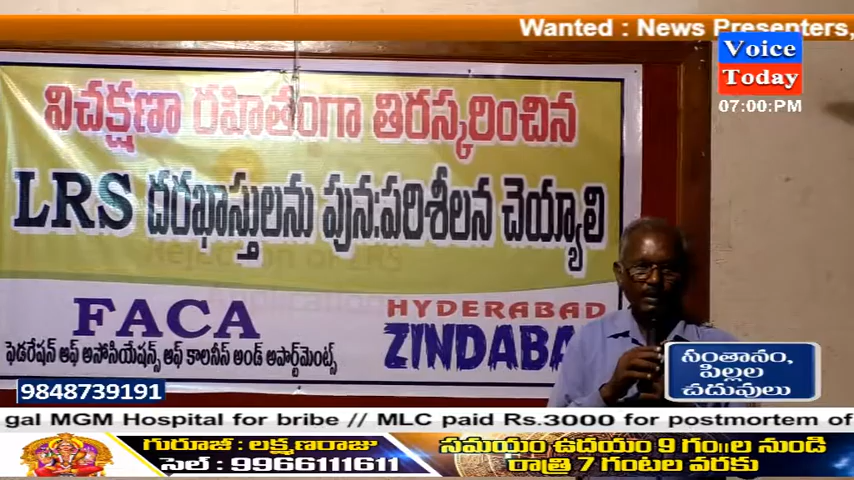 Wanted : News Presenters,
Voice
Today
07:00PM
విచక్షణా రహితంగా తిరస్కరించిన
LRS దరఖాస్తులను పునఃపరిశీలన చెయ్యాలి
FACA
ఫెడరేషన్ ఆఫ్ అసోసియేషన్స్ ఆఫ్ కాలనీస్ అండ్ అపార్ట్‌మెంట్స్
HYDERABAD
ZINDABA
సంతానం,
పిల్లల
చదువులు
9848739191
gal MGM Hospital for bribe // MLC paid Rs.3000 for postmortem of
గురూజీ : లక్ష్మణరాజు
సెల్ : 9966111611
సమయం ఉదయం 9 గం॥ల నుండి
రాత్రి 7 గంటల వరకు